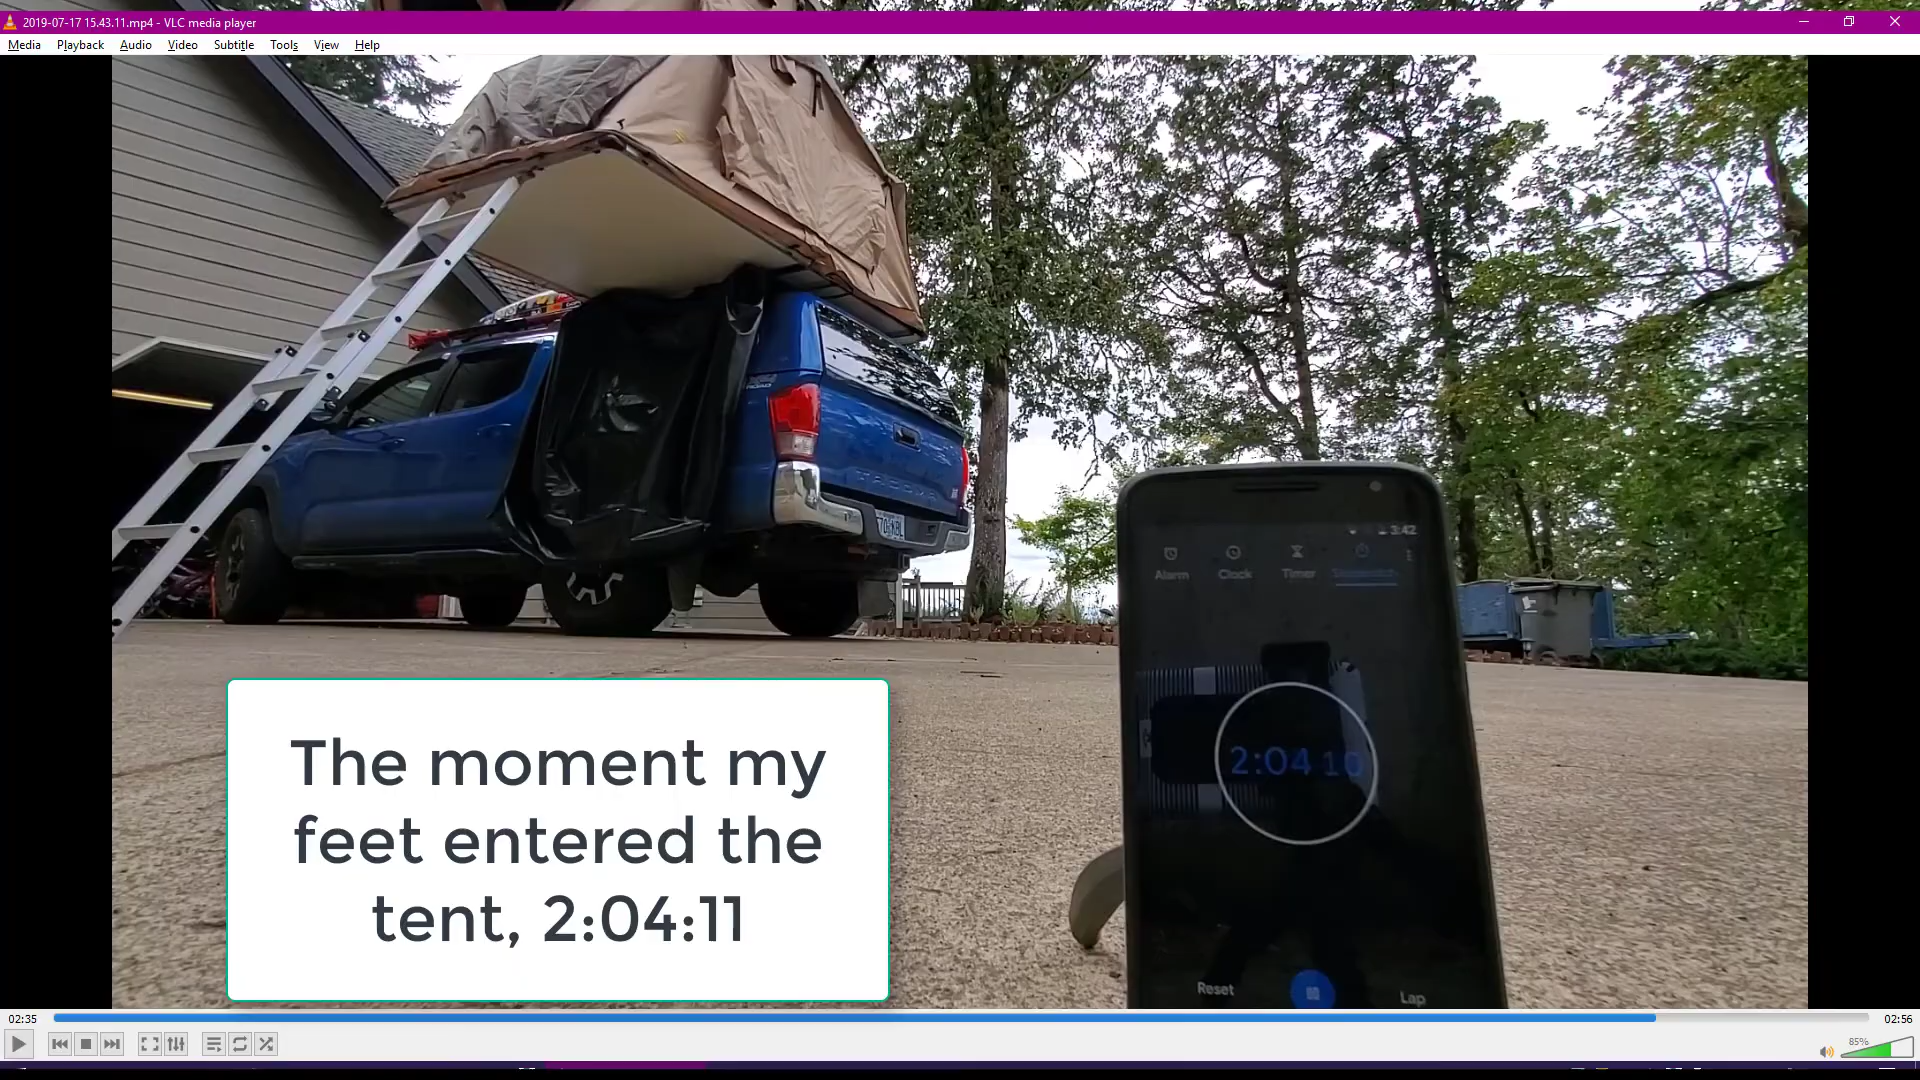 2019-07-17 15.43.11.mp4 - VLC media player
Media Playback Audio Video Subtitle Tools View Help
3:42
Alarm Clock Timer Stopwatch
2:04 10
Reset Lap
TACOMA
The moment my
feet entered the
tent, 2:04:11
02:35
02:56
85%